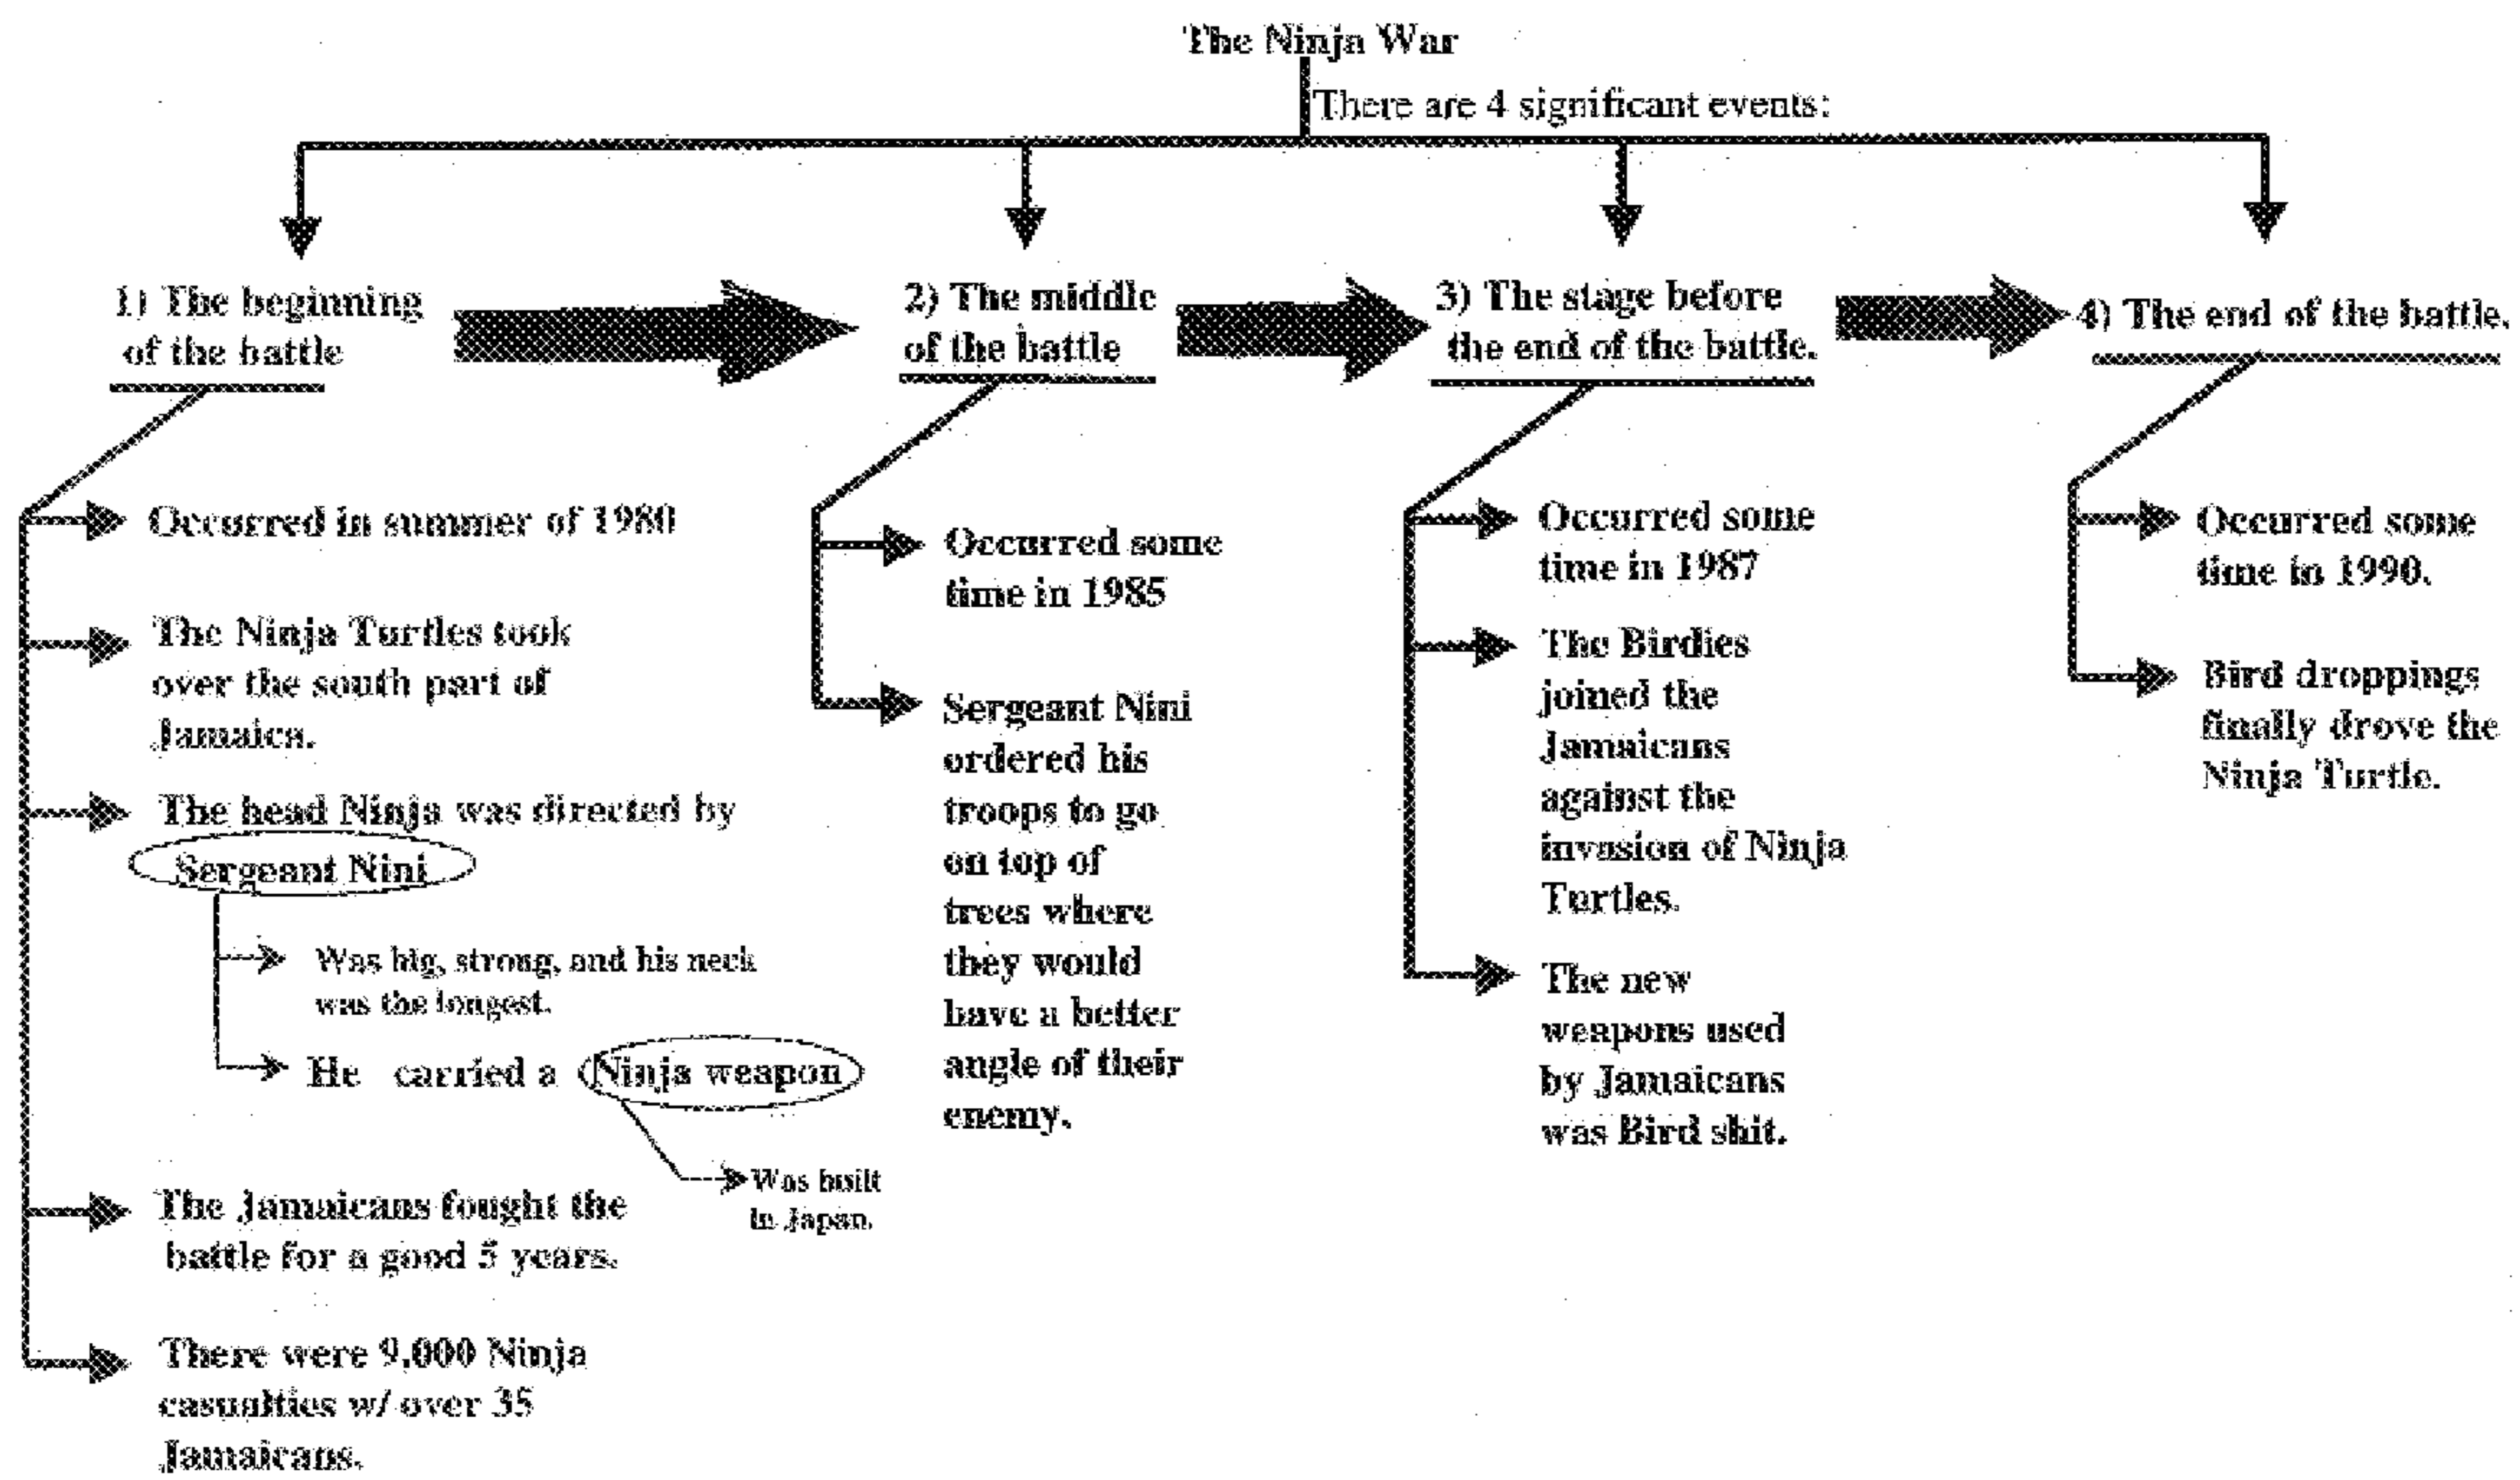 The Ninja War
There are 4 significant events:
1) The beginning
of the battle
2) The middle
of the battle
3) The stage before
the end of the battle.
4) The end of the battle.
Occurred in summer of 1980
The Ninja Turtles took
over the south part of
Jamaica.
The head Ninja was directed by
Sergeant Nini
Was big, strong, and his neck
was the longest.
He carried a Ninja weapon
Was built
in Japan.
The Jamaicans fought the
battle for a good 5 years.
There were 9,000 Ninja
casualties w/ over 35
Jamaicans.
Occurred some
time in 1985
Sergeant Nini
ordered his
troops to go
on top of
trees where
they would
have a better
angle of their
enemy.
Occurred some
time in 1987
The Birdies
joined the
Jamaicans
against the
invasion of Ninja
Turtles.
The new
weapons used
by Jamaicans
was Bird shit.
Occurred some
time in 1990.
Bird droppings
finally drove the
Ninja Turtle.